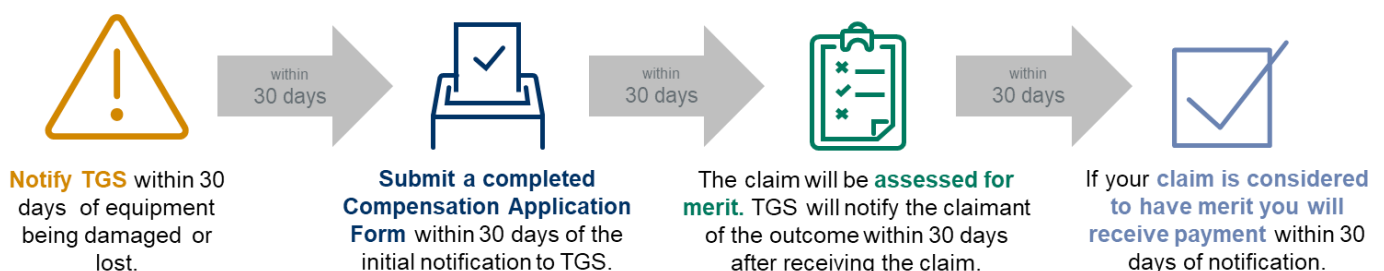 within
30 days
within
30 days
within
30 days
Notify TGS within 30
days of equipment
being damaged or
lost.
Submit a completed
Compensation Application
Form within 30 days of the
initial notification to TGS.
The claim will be assessed for
merit. TGS will notify the claimant
of the outcome within 30 days
after receiving the claim.
If your claim is considered
to have merit you will
receive payment within 30
days of notification.